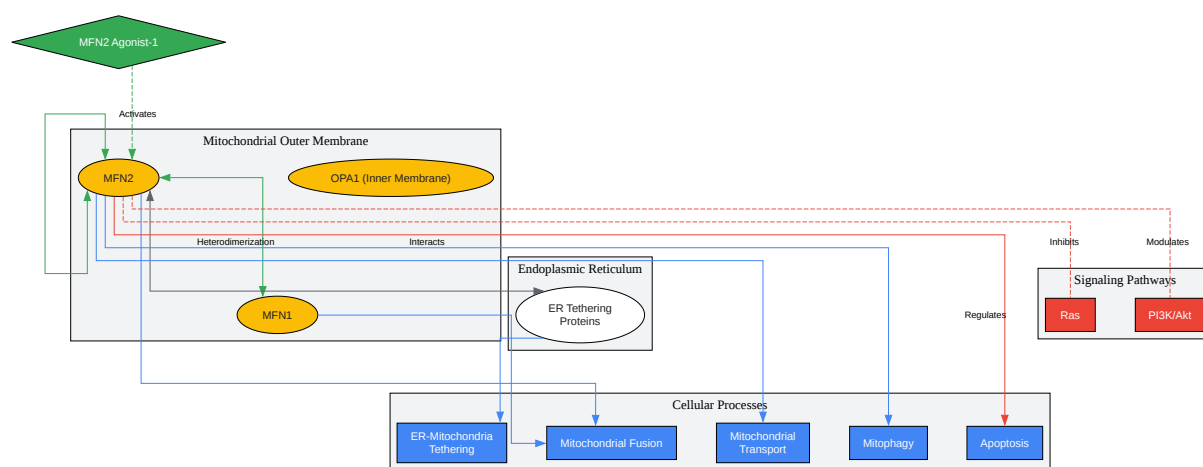 MFN2 Agonist-1
Activates
Mitochondrial Outer Membrane
MFN2
OPA1 (Inner Membrane)
Heterodimerization
Interacts
Inhibits
Modulates
Endoplasmic Reticulum
Signaling Pathways
MFN1
ER Tethering
Proteins
Regulates
Ras
PI3K/Akt
Cellular Processes
ER-Mitochondria
Tethering
Mitochondrial Fusion
Mitochondrial
Transport
Mitophagy
Apoptosis